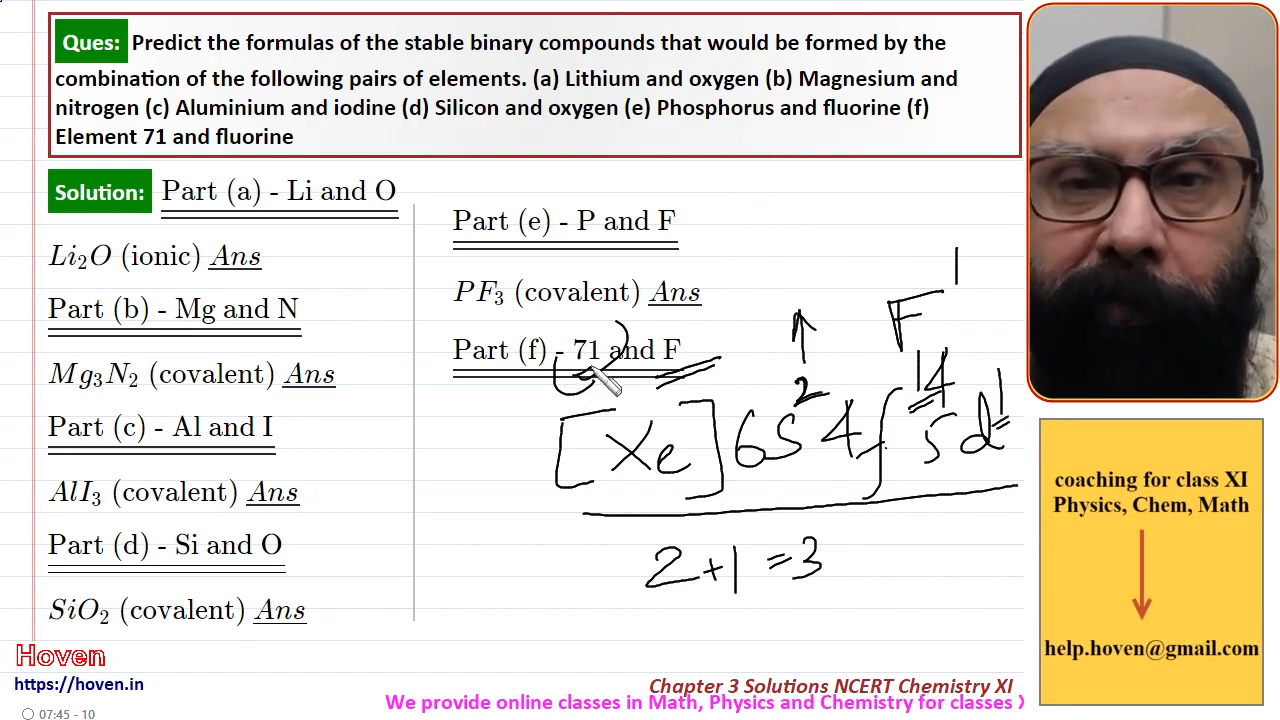 Ques: Predict the formulas of the stable binary compounds that would be formed by the
combination of the following pairs of elements. (a) Lithium and oxygen (b) Magnesium and
nitrogen (c) Aluminium and iodine (d) Silicon and oxygen (e) Phosphorus and fluorine (f)
Element 71 and fluorine
Solution: Part (a) - Li and O
Li₂O (ionic) Ans
Part (b) - Mg and N
Mg₃N₂ (covalent) Ans
Part (c) - Al and I
AlI₃ (covalent) Ans
Part (d) - Si and O
SiO₂ (covalent) Ans
Part (e) - P and F
PF₃ (covalent) Ans
Part (f) - 71 and F
F¹
[Xe] 6s² 4f¹⁴ 5d¹
2+1 =3
coaching for class XI
Physics, Chem, Math
help.hoven@gmail.com
Hoven
https://hoven.in
Chapter 3 Solutions NCERT Chemistry XI
We provide online classes in Math, Physics and Chemistry for classes X
07:45 - 10